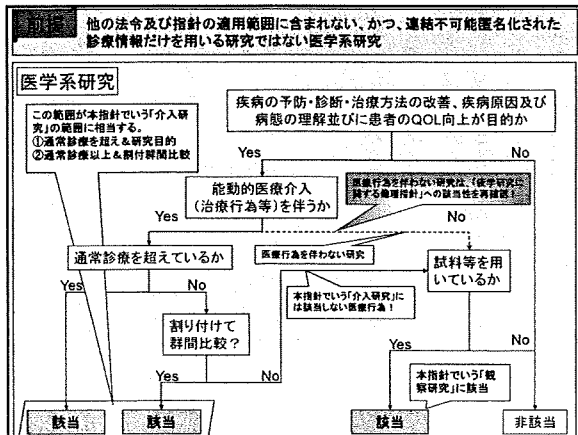 前提
他の法令及び指針の適用範囲に含まれない、かつ、連結不可能匿名化された
診療情報だけを用いる研究ではない医学系研究
医学系研究
この範囲が本指針でいう「介入研
究」の範囲に相当する。
①通常診療を超え&研究目的
②通常診療以上&割付群間比較
疾病の予防・診断・治療方法の改善、疾病原因及び
病態の理解並びに患者のQOL向上が目的か
Yes
No
能動的医療介入
(治療行為等)を伴うか
医療行為を伴わない研究は、「疫学研究に
関する倫理指針」への該当性を再確認!
Yes
No
通常診療を超えているか
医療行為を伴わない研究
試料等を用
いているか
Yes
No
本指針でいう「介入研究」に
は該当しない医療行為!
割り付けて
群間比較?
Yes
No
Yes
No
本指針でいう「観
察研究」に該当
該当
該当
該当
非該当